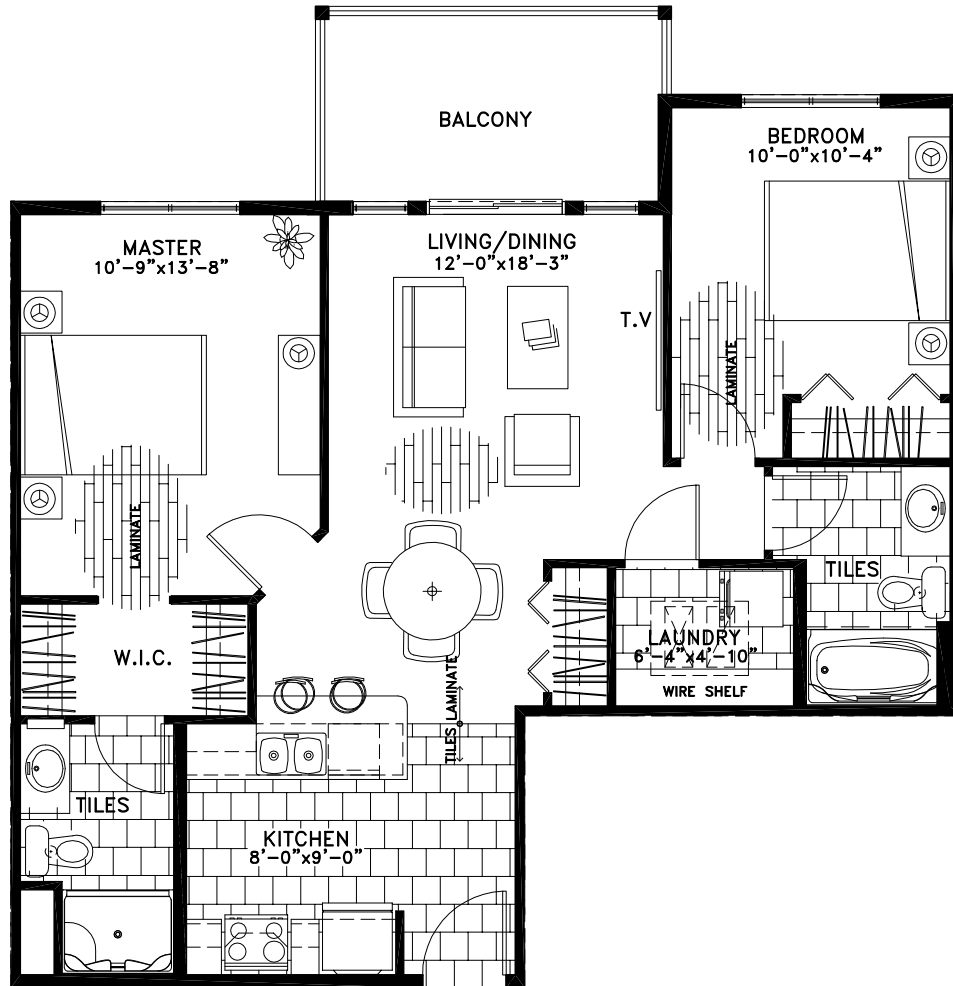 BALCONY
BEDROOM
10'-0"x10'-4"
MASTER
10'-9"x13'-8"
LIVING/DINING
12'-0"x18'-3"
T.V
LAMINATE
LAMINATE
TILES
LAUNDRY
6'-4"x4'-10"
WIRE SHELF
W.I.C.
TILES LAMINATE
TILES
KITCHEN
8'-0"x9'-0"